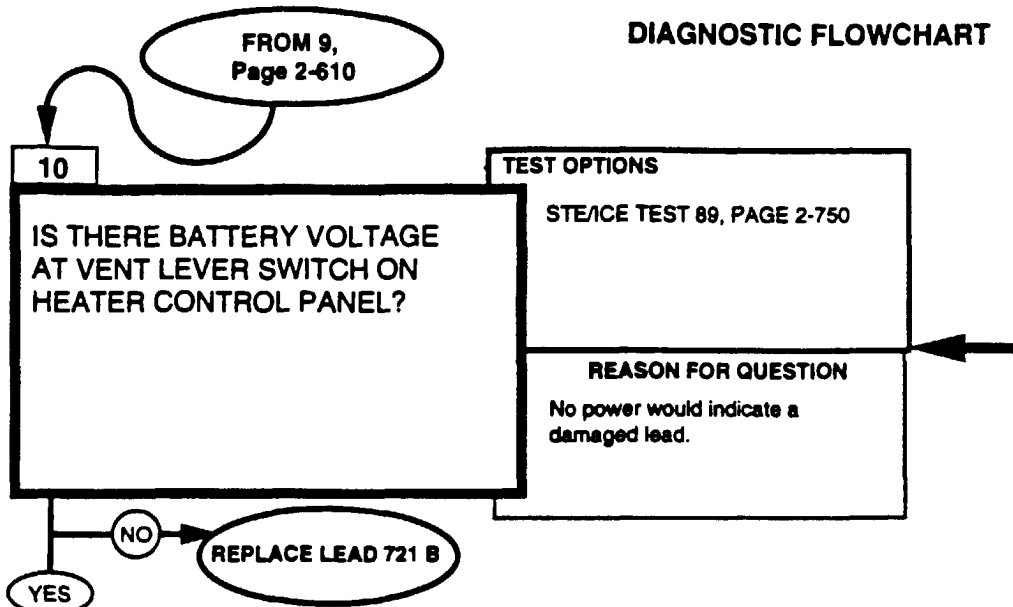 DIAGNOSTIC FLOWCHART
FROM 9,
Page 2-610
10
IS THERE BATTERY VOLTAGE
AT VENT LEVER SWITCH ON
HEATER CONTROL PANEL?
TEST OPTIONS
STE/ICE TEST 89, PAGE 2-750
REASON FOR QUESTION
No power would indicate a
damaged lead.
NO
REPLACE LEAD 721 B
YES